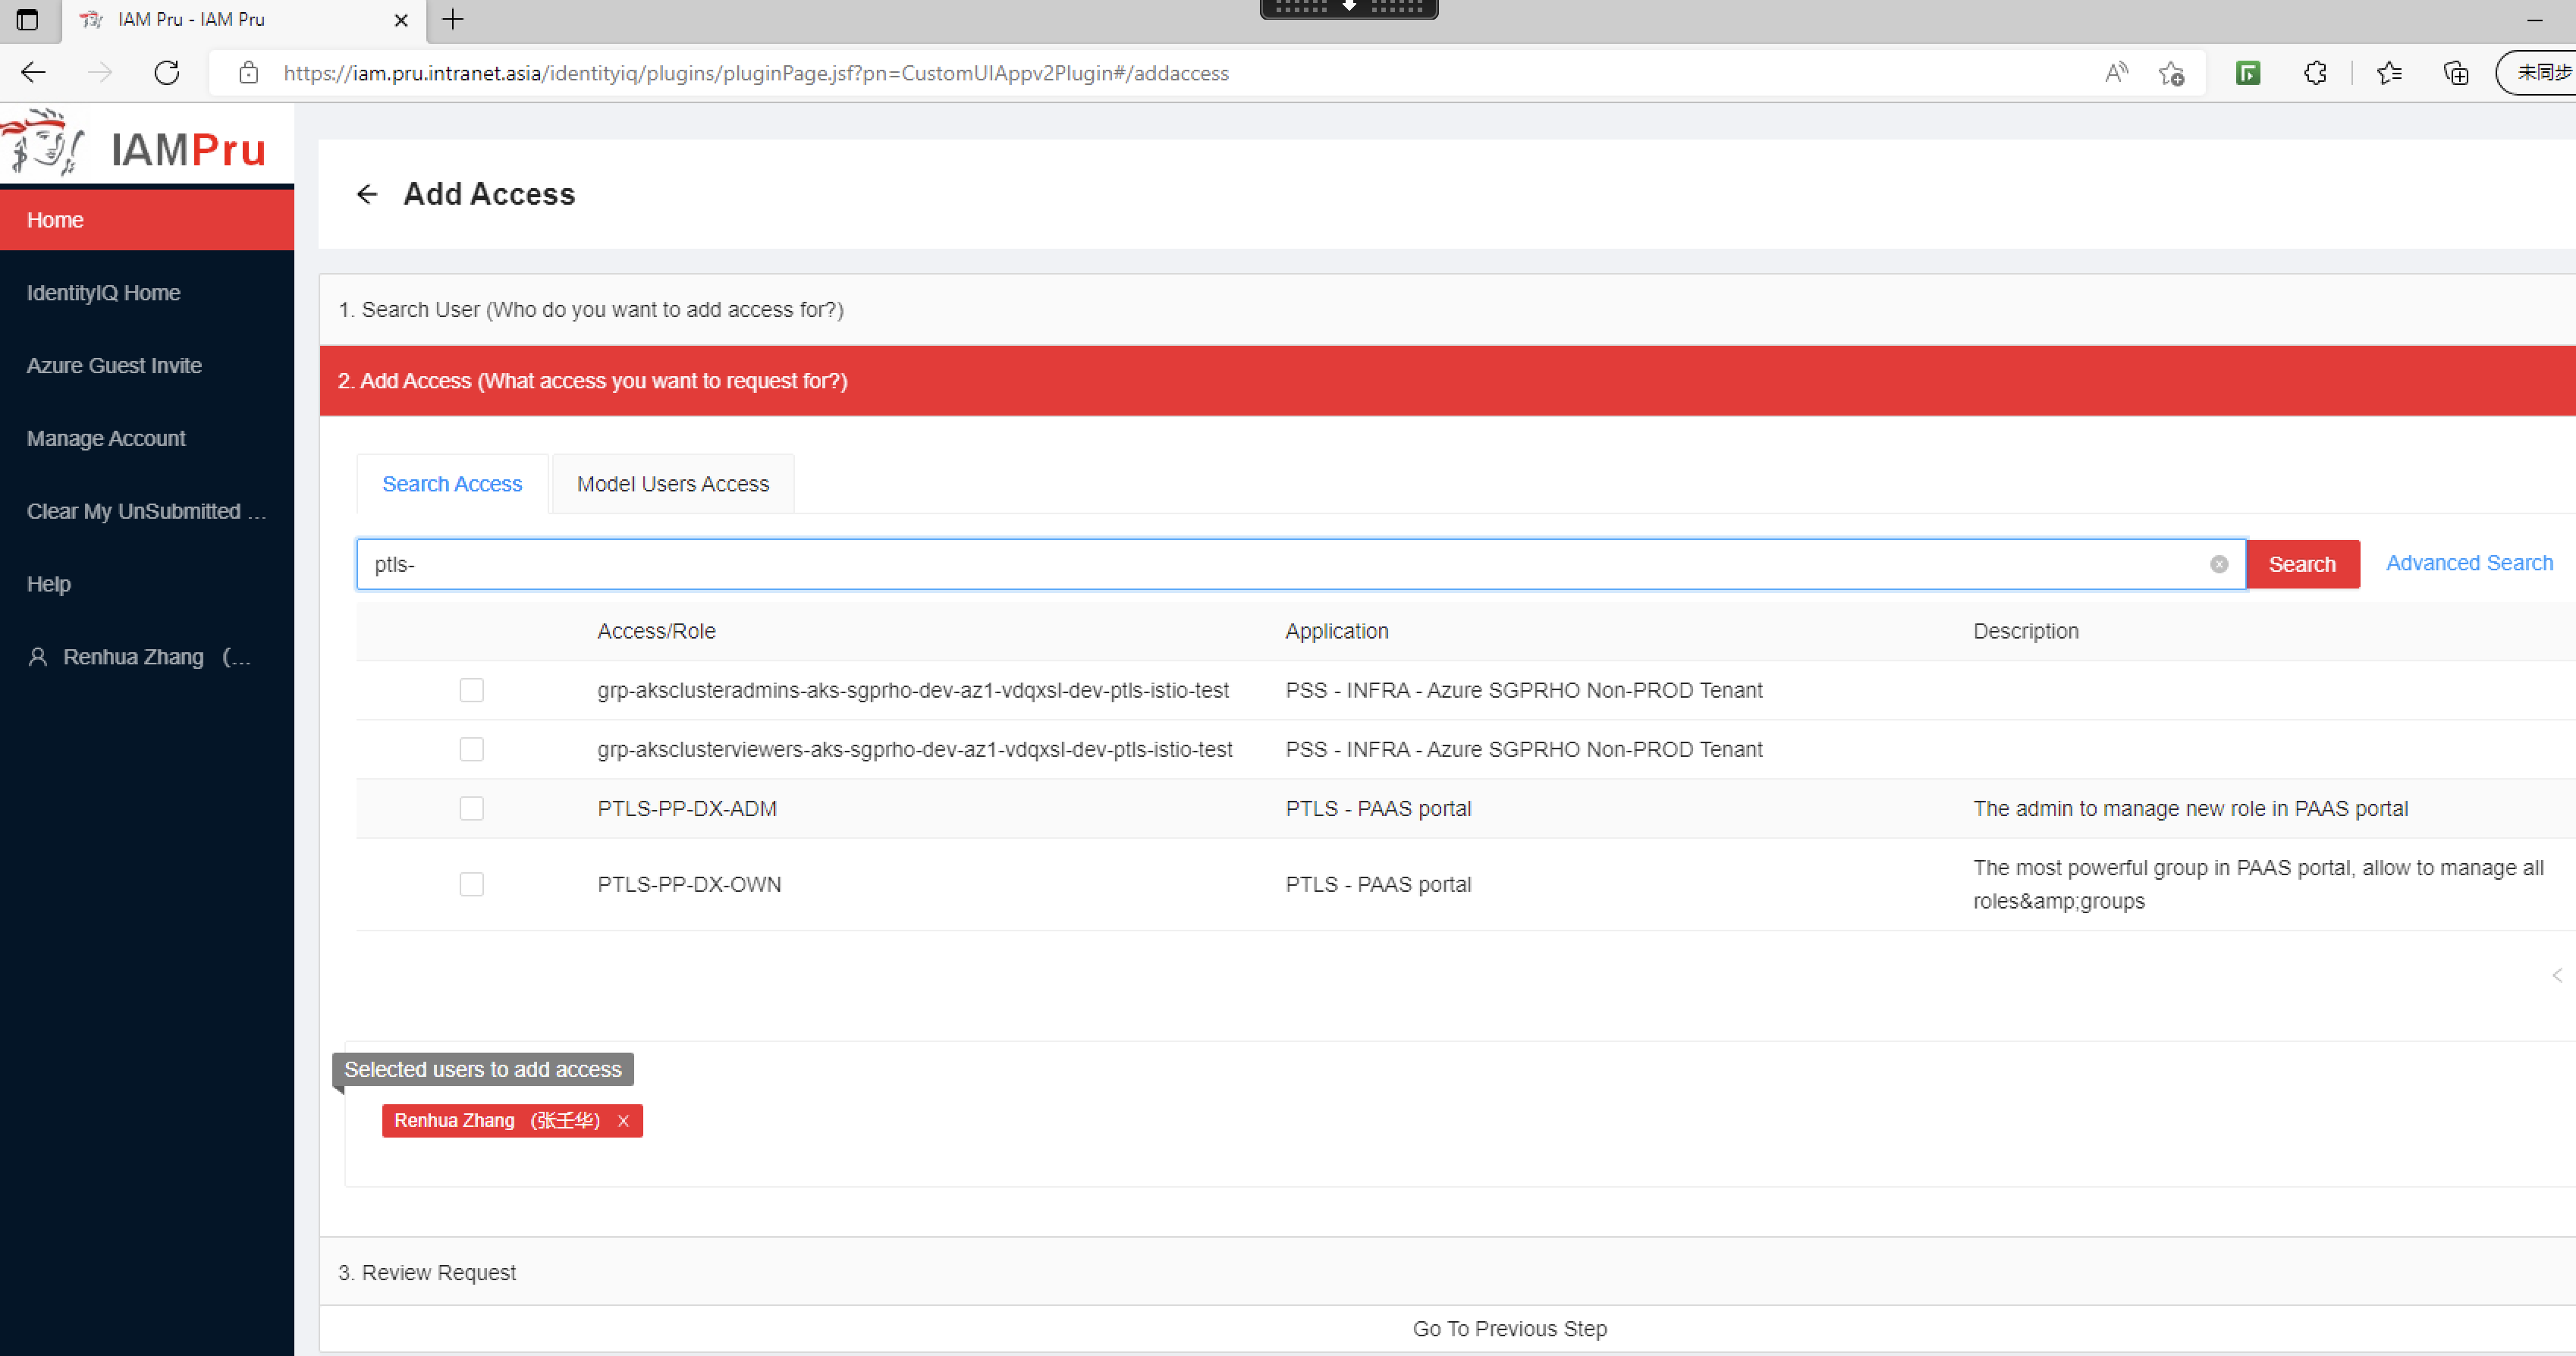 IAM Pru - IAM Pru
https://iam.pru.intranet.asia/identityiq/plugins/pluginPage.jsf?pn=CustomUIAppv2Plugin#/addaccess
未同步
IAMPru
Home
IdentityIQ Home
Azure Guest Invite
Manage Account
Clear My UnSubmitted ...
Help
Renhua Zhang (...
Add Access
1. Search User (Who do you want to add access for?)
2. Add Access (What access you want to request for?)
Search Access Model Users Access
ptls- Search Advanced Search
Access/Role Application Description
grp-aksclusteradmins-aks-sgprho-dev-az1-vdqxsl-dev-ptls-istio-test PSS - INFRA - Azure SGPRHO Non-PROD Tenant
grp-aksclusterviewers-aks-sgprho-dev-az1-vdqxsl-dev-ptls-istio-test PSS - INFRA - Azure SGPRHO Non-PROD Tenant
PTLS-PP-DX-ADM PTLS - PAAS portal The admin to manage new role in PAAS portal
PTLS-PP-DX-OWN PTLS - PAAS portal The most powerful group in PAAS portal, allow to manage all
roles&amp;groups
Selected users to add access
Renhua Zhang (张壬华)
3. Review Request
Go To Previous Step